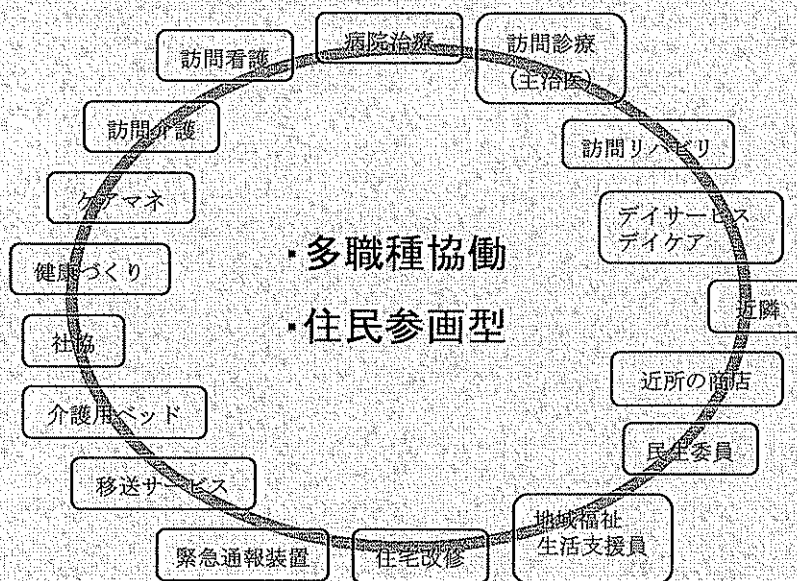 病院治療
訪問診療
(主治医)
訪問リハビリ
デイサービス
デイケア
近隣
近所の商店
民生委員
地域福祉
生活支援員
住宅改修
緊急通報装置
移送サービス
介護用ベッド
社協
健康づくり
ケアマネ
訪問介護
訪問看護
・多職種協働
・住民参画型